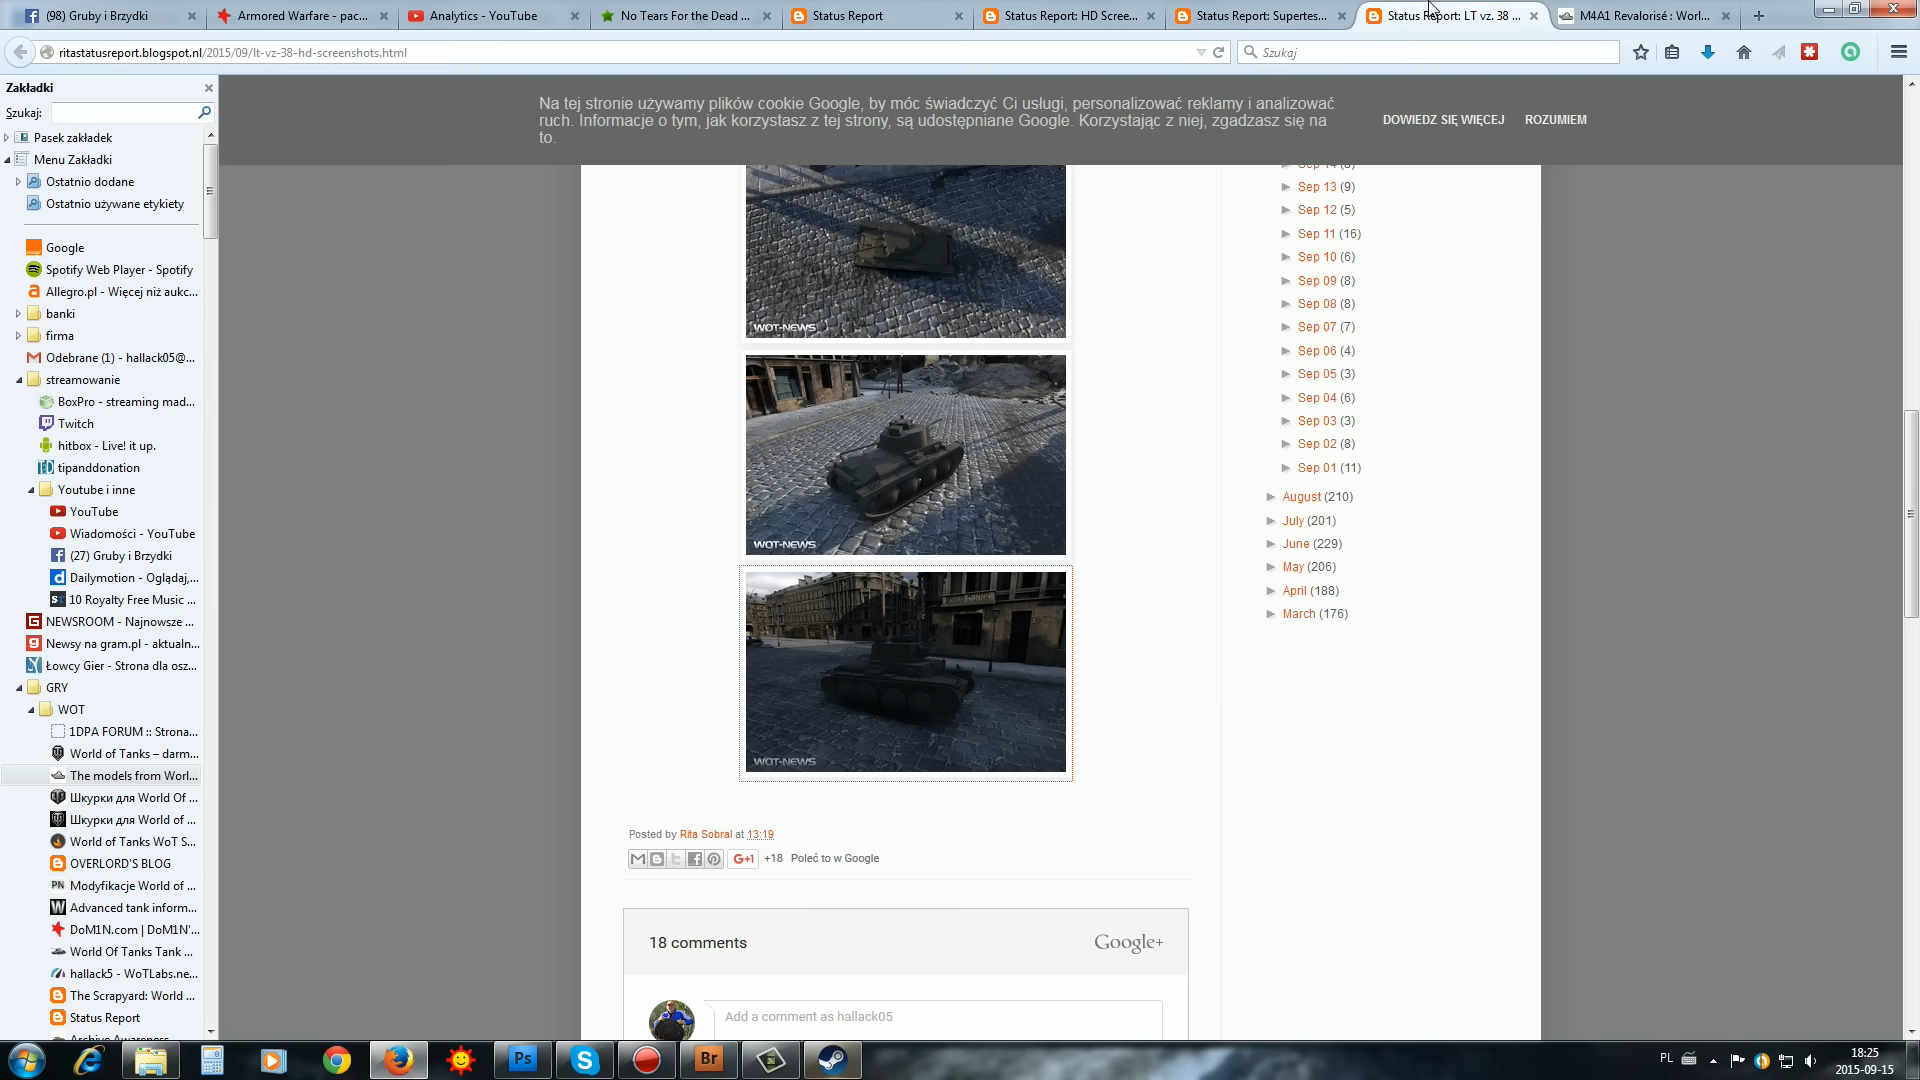 (98) Gruby i Brzydki
Armored Warfare - pac...
Analytics - YouTube
No Tears For the Dead ...
Status Report
Status Report: HD Scree...
Status Report: Supertes...
Status Report: LT vz. 38 ...
M4A1 Revalorisé : Worl...
ritastatusreport.blogspot.nl/2015/09/lt-vz-38-hd-screenshots.html
Szukaj
Zakładki
Szukaj:
Pasek zakładek
Menu Zakładki
Ostatnio dodane
Ostatnio używane etykiety
Google
Spotify Web Player - Spotify
Allegro.pl - Więcej niż aukc...
banki
firma
Odebrane (1) - hallack05@...
streamowanie
BoxPro - streaming mad...
Twitch
hitbox - Live! it up.
tipanddonation
Youtube i inne
YouTube
Wiadomości - YouTube
(27) Gruby i Brzydki
Dailymotion - Oglądaj,...
10 Royalty Free Music ...
NEWSROOM - Najnowsze ...
Newsy na gram.pl - aktualn...
Łowcy Gier - Strona dla osz...
GRY
WOT
1DPA FORUM :: Strona...
World of Tanks – darm...
The models from Worl...
Шкурки для World Of ...
Шкурки для World of ...
World of Tanks WoT S...
OVERLORD'S BLOG
Modyfikacje World of ...
Advanced tank inform...
DoM1N.com | DoM1N'...
World Of Tanks Tank ...
hallack5 - WoTLabs.ne...
The Scrapyard: World ...
Status Report
Archive Awareness
Na tej stronie używamy plików cookie Google, by móc świadczyć Ci usługi, personalizować reklamy i analizować
ruch. Informacje o tym, jak korzystasz z tej strony, są udostępniane Google. Korzystając z niej, zgadzasz się na
to.
DOWIEDZ SIĘ WIĘCEJ
ROZUMIEM
WOT-NEWS
WOT-NEWS
WOT-NEWS
Posted by Rita Sobral at 13:19
G+1 +18 Poleć to w Google
18 comments
Google+
Add a comment as hallack05
Sep 13 (9)
Sep 12 (5)
Sep 11 (16)
Sep 10 (6)
Sep 09 (8)
Sep 08 (8)
Sep 07 (7)
Sep 06 (4)
Sep 05 (3)
Sep 04 (6)
Sep 03 (3)
Sep 02 (8)
Sep 01 (11)
August (210)
July (201)
June (229)
May (206)
April (188)
March (176)
Ps
Br
PL
18:25
2015-09-15